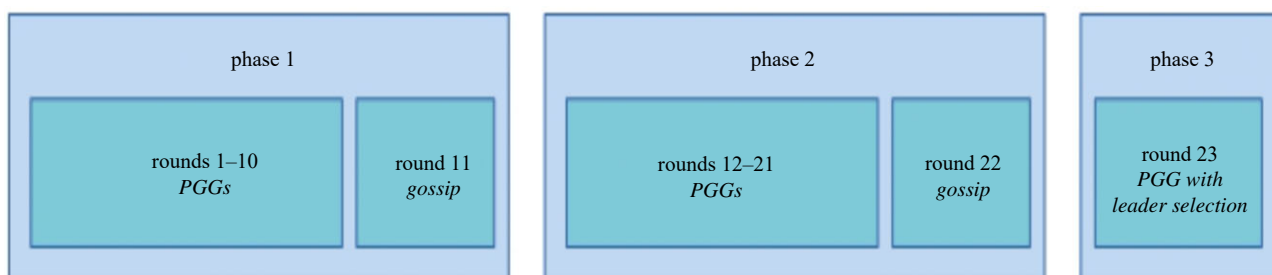 phase 1
rounds 1–10
PGGs
round 11
gossip
phase 2
rounds 12–21
PGGs
round 22
gossip
phase 3
round 23
PGG with
leader selection